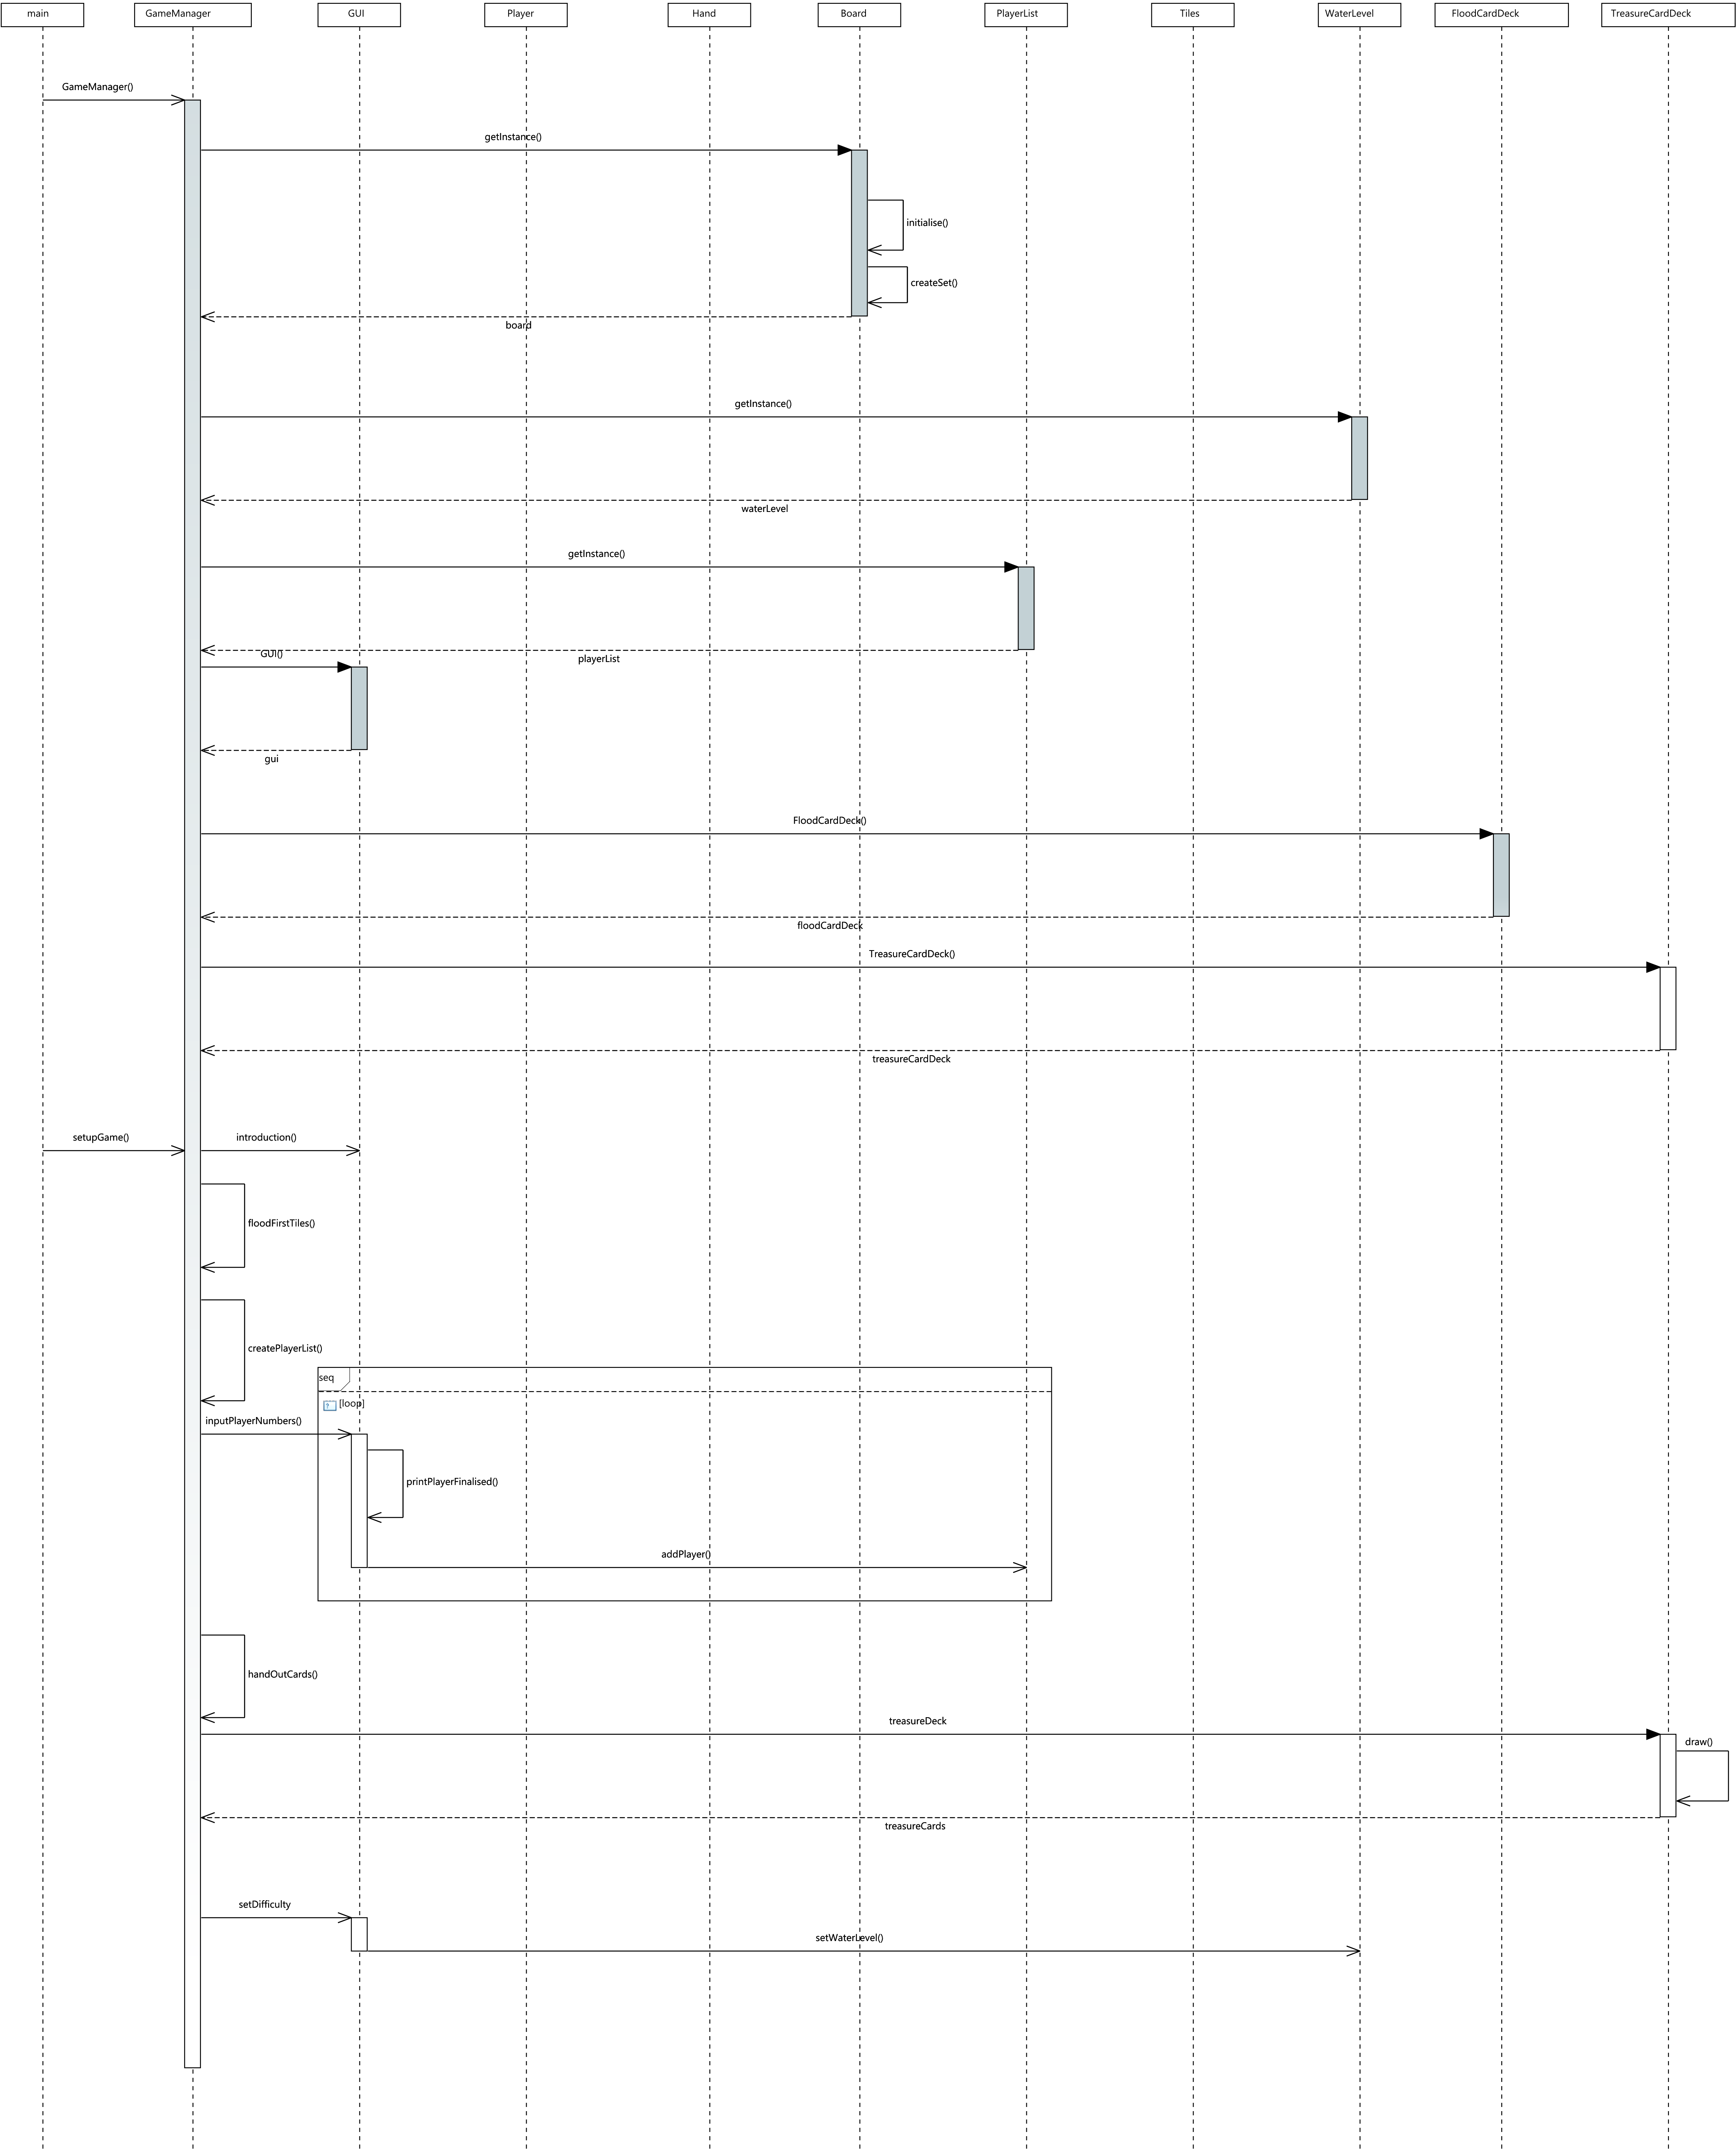 main
GameManager
GUI
Player
Hand
Board
PlayerList
Tiles
WaterLevel
FloodCardDeck
TreasureCardDeck
GameManager()
getInstance()
initialise()
createSet()
board
getInstance()
waterLevel
getInstance()
playerList
GUI()
gui
FloodCardDeck()
floodCardDeck
TreasureCardDeck()
treasureCardDeck
setupGame()
introduction()
floodFirstTiles()
createPlayerList()
seq
[loop]
inputPlayerNumbers()
printPlayerFinalised()
addPlayer()
handOutCards()
treasureDeck
draw()
treasureCards
setDifficulty
setWaterLevel()